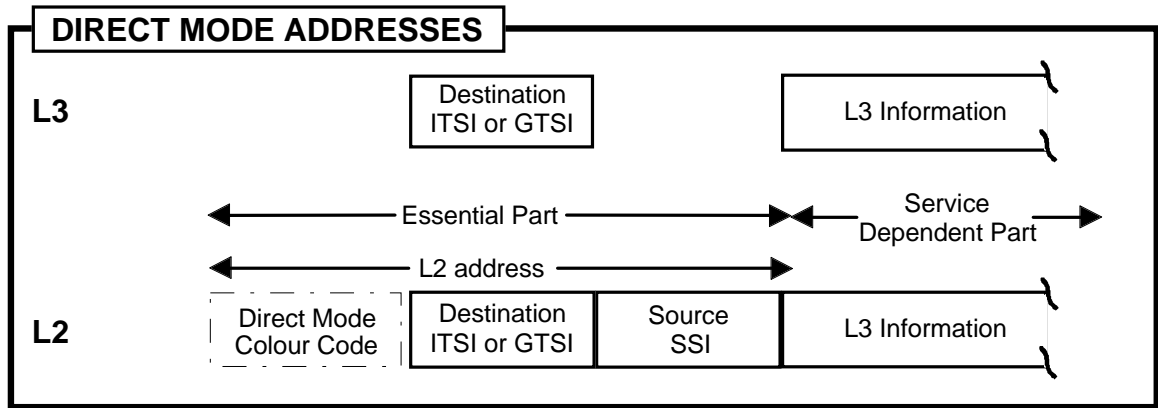 DIRECT MODE ADDRESSES
L3
Destination
ITSI or GTSI
L3 Information
Essential Part
Service
Dependent Part
L2 address
L2
Direct Mode
Colour Code
Destination
ITSI or GTSI
Source
SSI
L3 Information